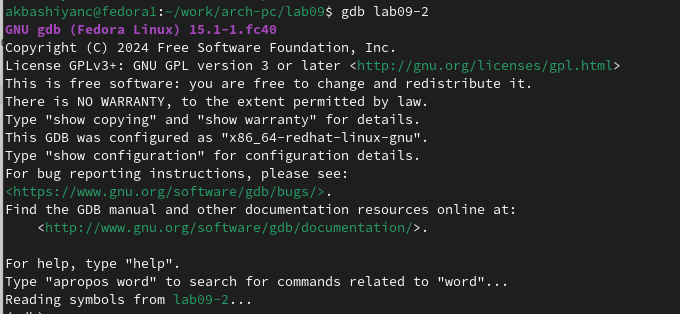 akbashiyanc@fedora1:~/work/arch-pc/lab09$ gdb lab09-2
GNU gdb (Fedora Linux) 15.1-1.fc40
Copyright (C) 2024 Free Software Foundation, Inc.
License GPLv3+: GNU GPL version 3 or later <http://gnu.org/licenses/gpl.html>
This is free software: you are free to change and redistribute it.
There is NO WARRANTY, to the extent permitted by law.
Type "show copying" and "show warranty" for details.
This GDB was configured as "x86_64-redhat-linux-gnu".
Type "show configuration" for configuration details.
For bug reporting instructions, please see:
<https://www.gnu.org/software/gdb/bugs/>.
Find the GDB manual and other documentation resources online at:
    <http://www.gnu.org/software/gdb/documentation/>.

For help, type "help".
Type "apropos word" to search for commands related to "word"...
Reading symbols from lab09-2...